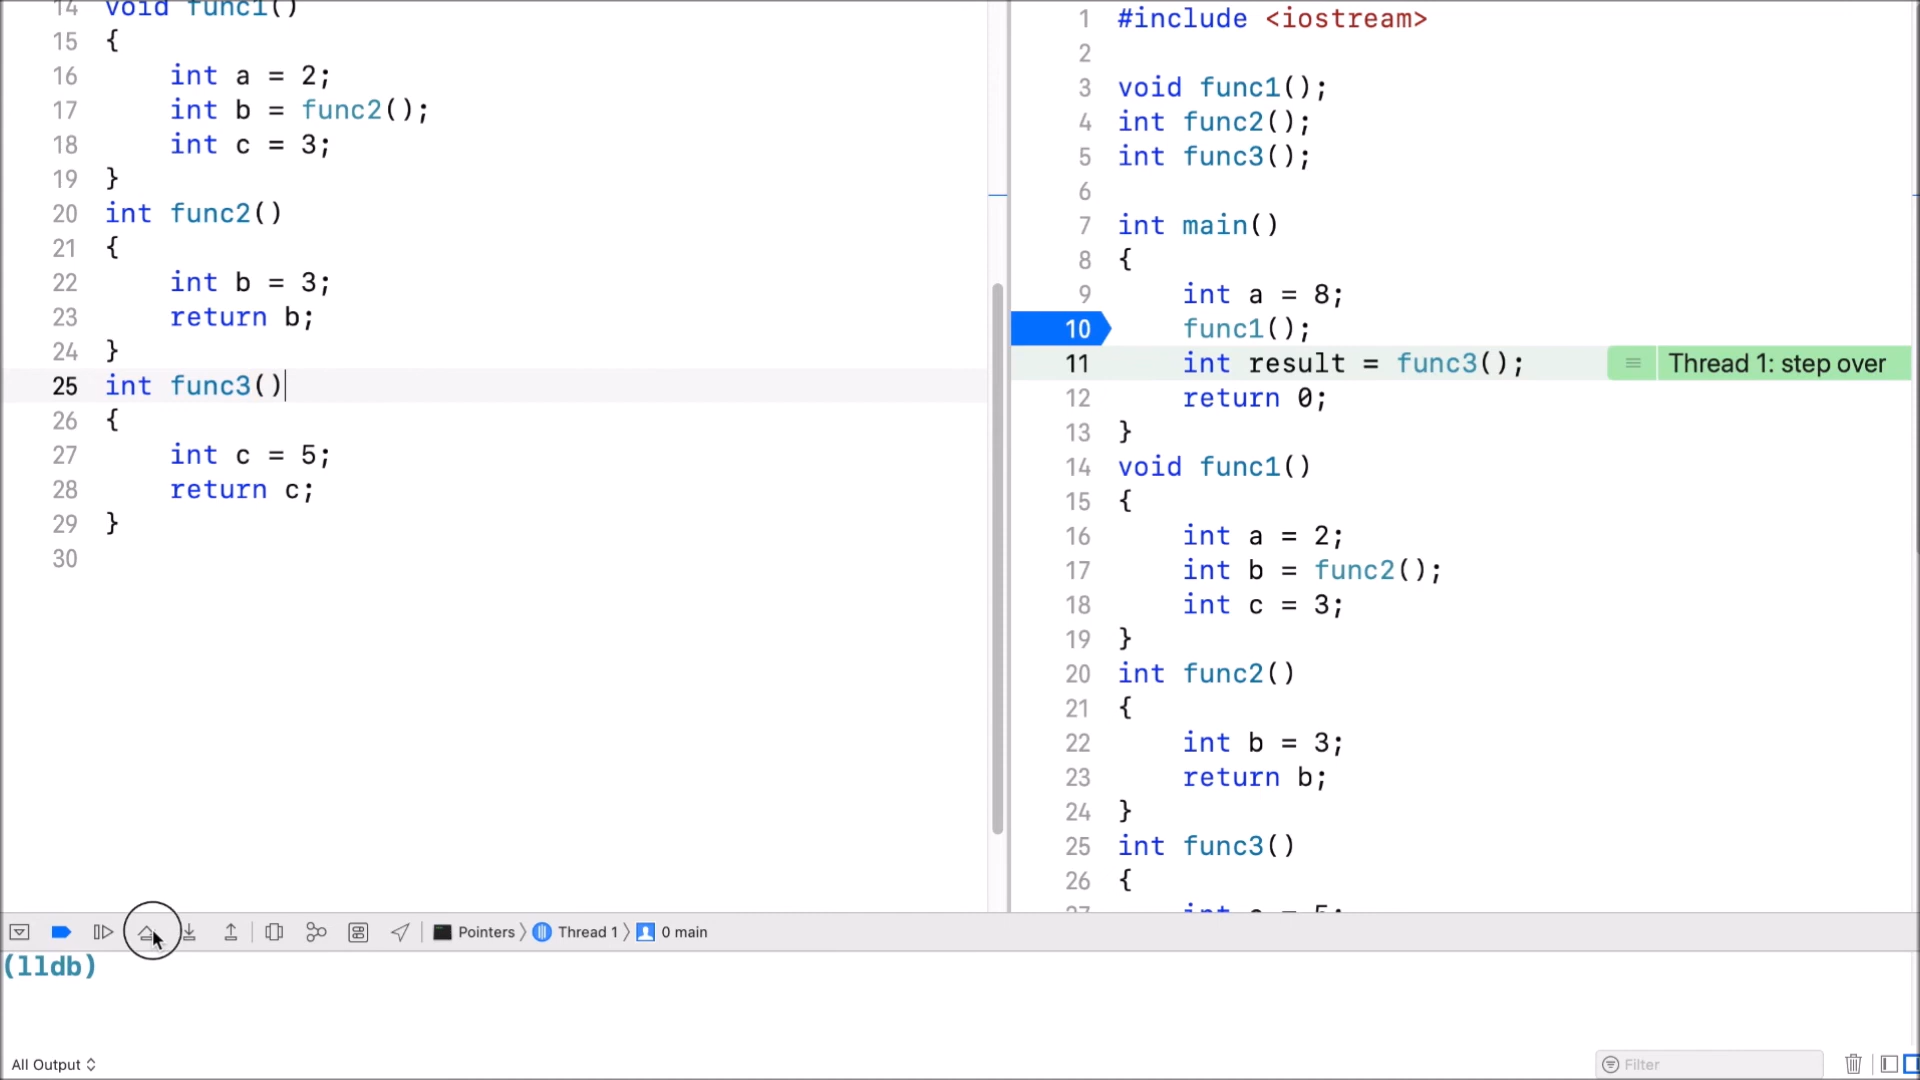 14 void func1()
15 {
16 int a = 2;
17 int b = func2();
18 int c = 3;
19 }
20 int func2()
21 {
22 int b = 3;
23 return b;
24 }
25 int func3()
26 {
27 int c = 5;
28 return c;
29 }
30
1 #include <iostream>
2
3 void func1();
4 int func2();
5 int func3();
6
7 int main()
8 {
9 int a = 8;
10 func1();
11 int result = func3(); Thread 1: step over
12 return 0;
13 }
14 void func1()
15 {
16 int a = 2;
17 int b = func2();
18 int c = 3;
19 }
20 int func2()
21 {
22 int b = 3;
23 return b;
24 }
25 int func3()
26 {
27 int c = 5;
Pointers Thread 1 0 main
(lldb)
All Output Filter